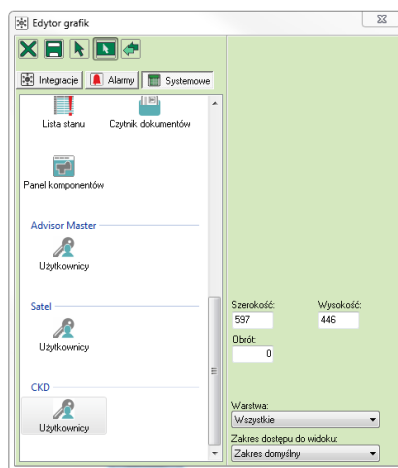 Edytor grafik
Integracje Alarmy Systemowe
Lista stanu Czytnik dokumentów
Panel komponentów
Advisor Master
Użytkownicy
Satel
Użytkownicy
CKD
Użytkownicy
Szerokość: Wysokość:
597 446
Obrót:
0
Warstwa:
Wszystkie
Zakres dostępu do widoku:
Zakres domyślny